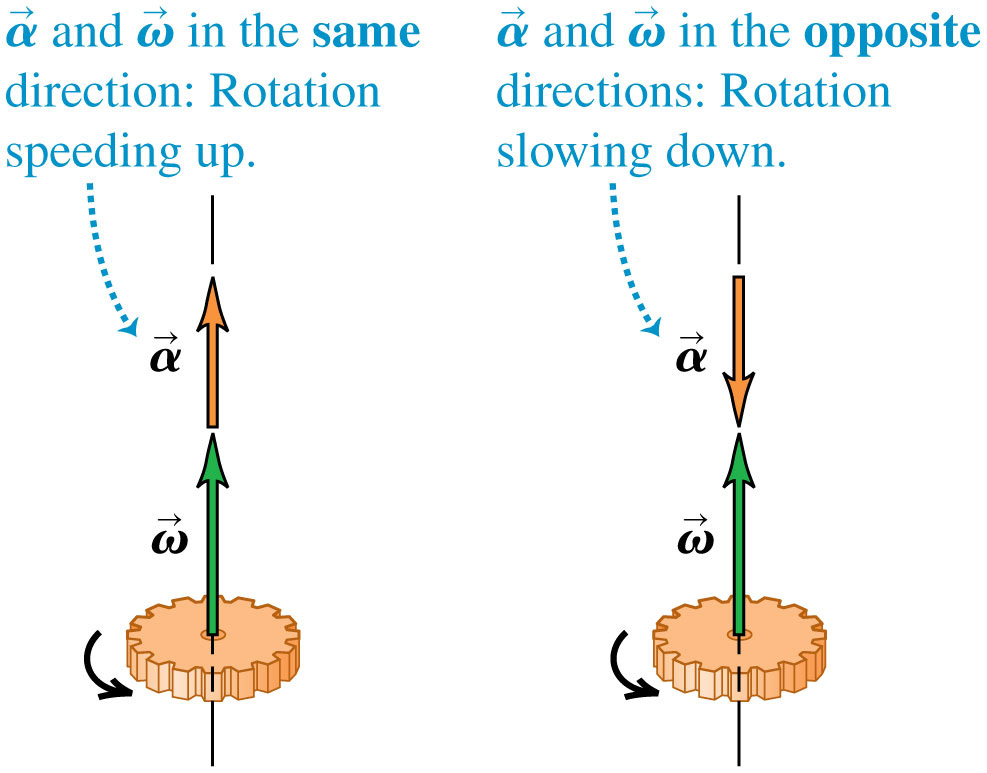 α⃗ and ω⃗ in the same
direction: Rotation
speeding up.
α⃗ and ω⃗ in the opposite
directions: Rotation
slowing down.
α⃗
α⃗
ω⃗
ω⃗